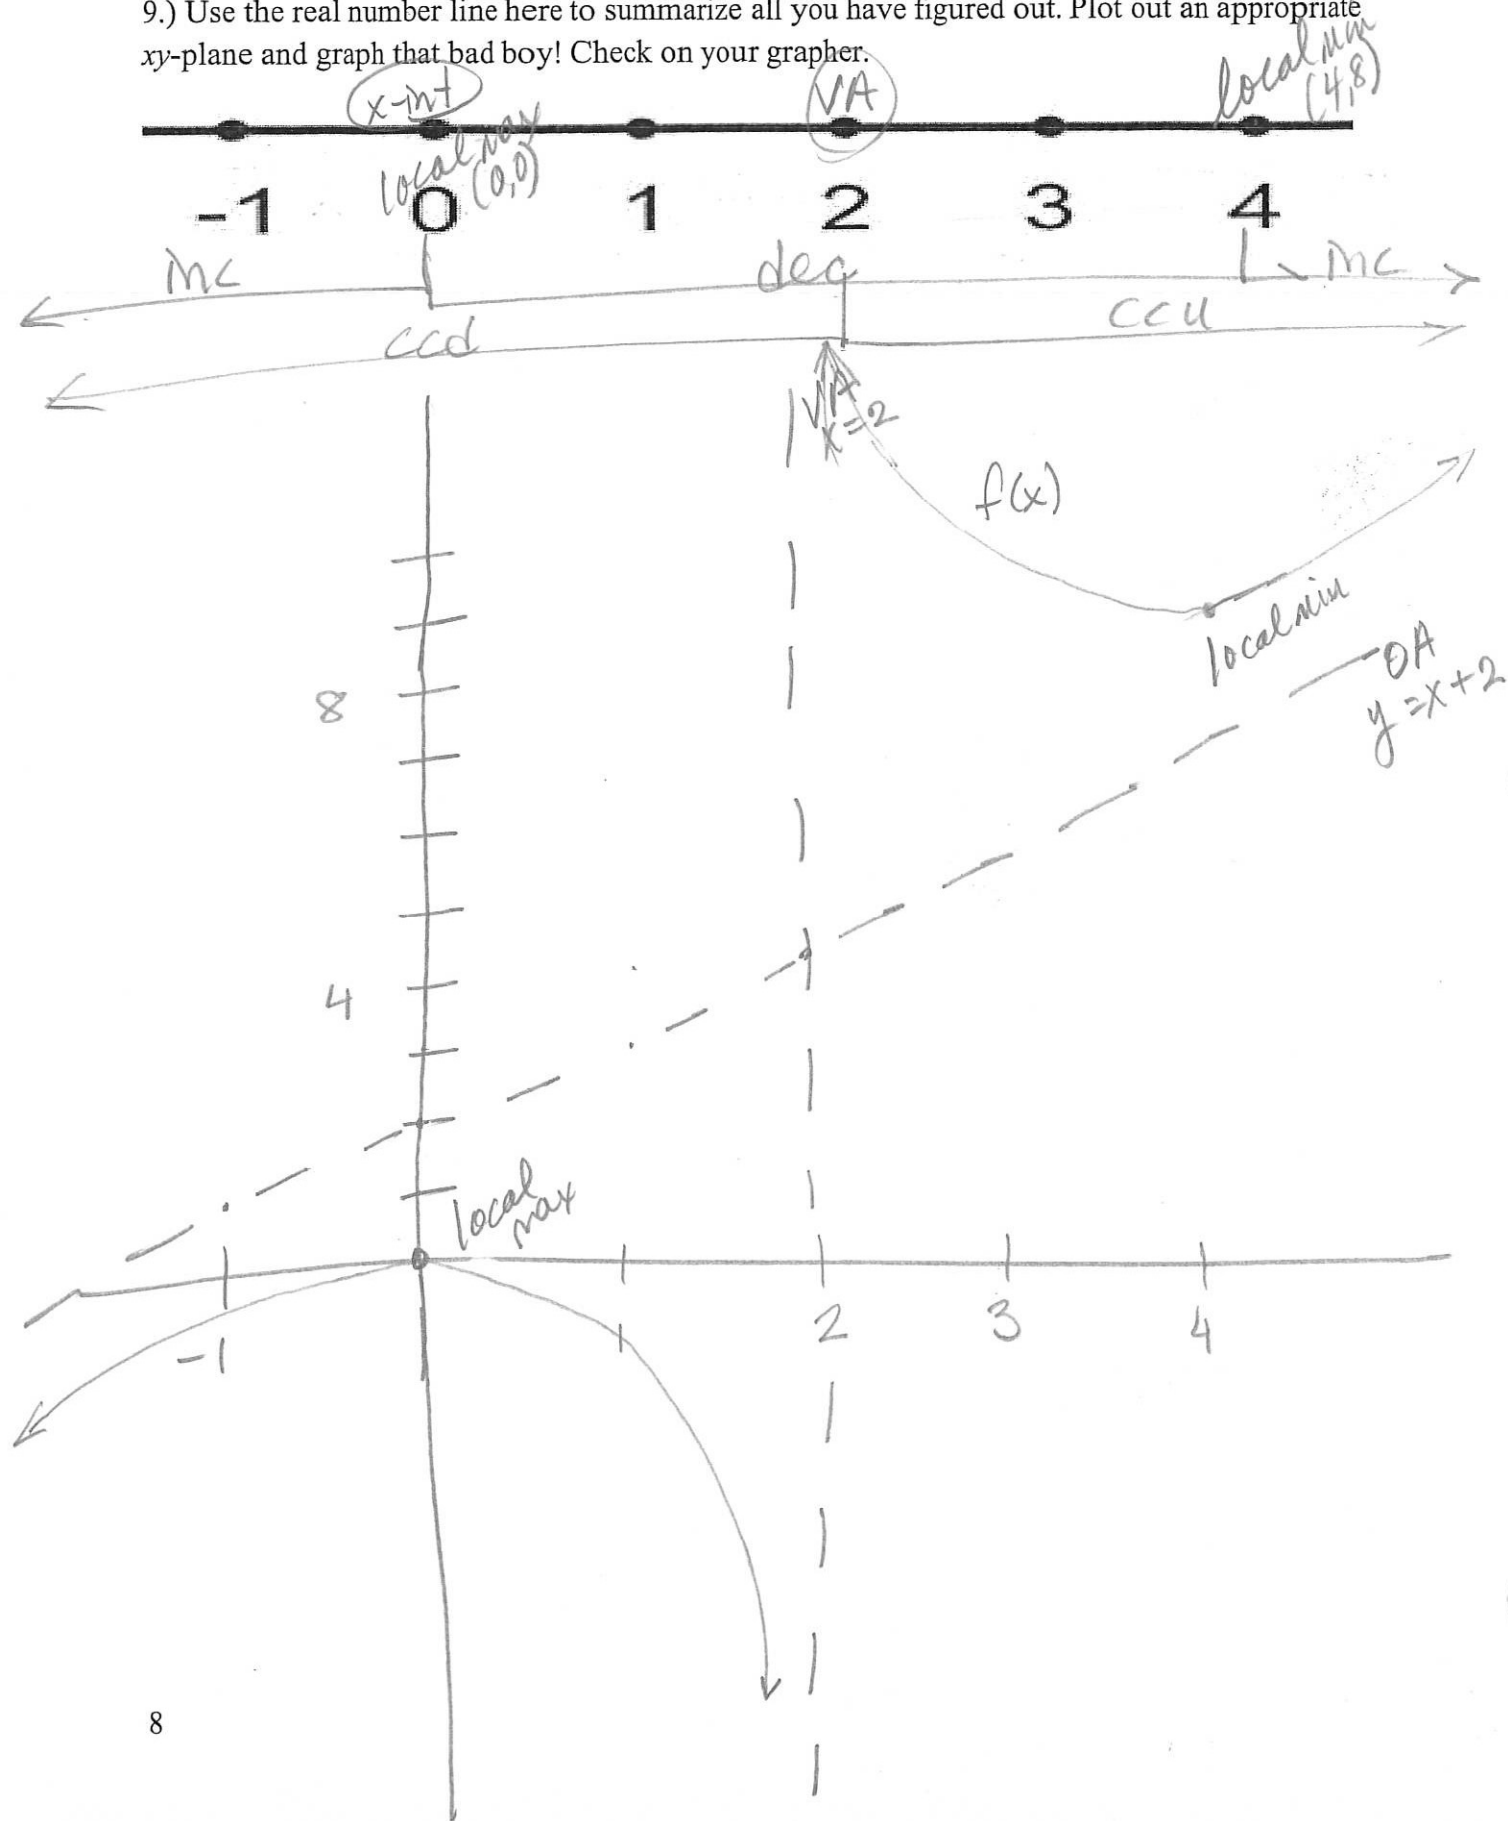 9.) Use the real number line here to summarize all you have figured out. Plot out an appropriate
xy-plane and graph that bad boy! Check on your grapher.
x-int
VA
local min
(4,8)
local max
(0,0)
-1 0 1 2 3 4
inc
dec
inc
ccd
ccu
VA
x=2
f(x)
local min
OA
y=x+2
8
4
local
max
-1
1
2
3
4
8